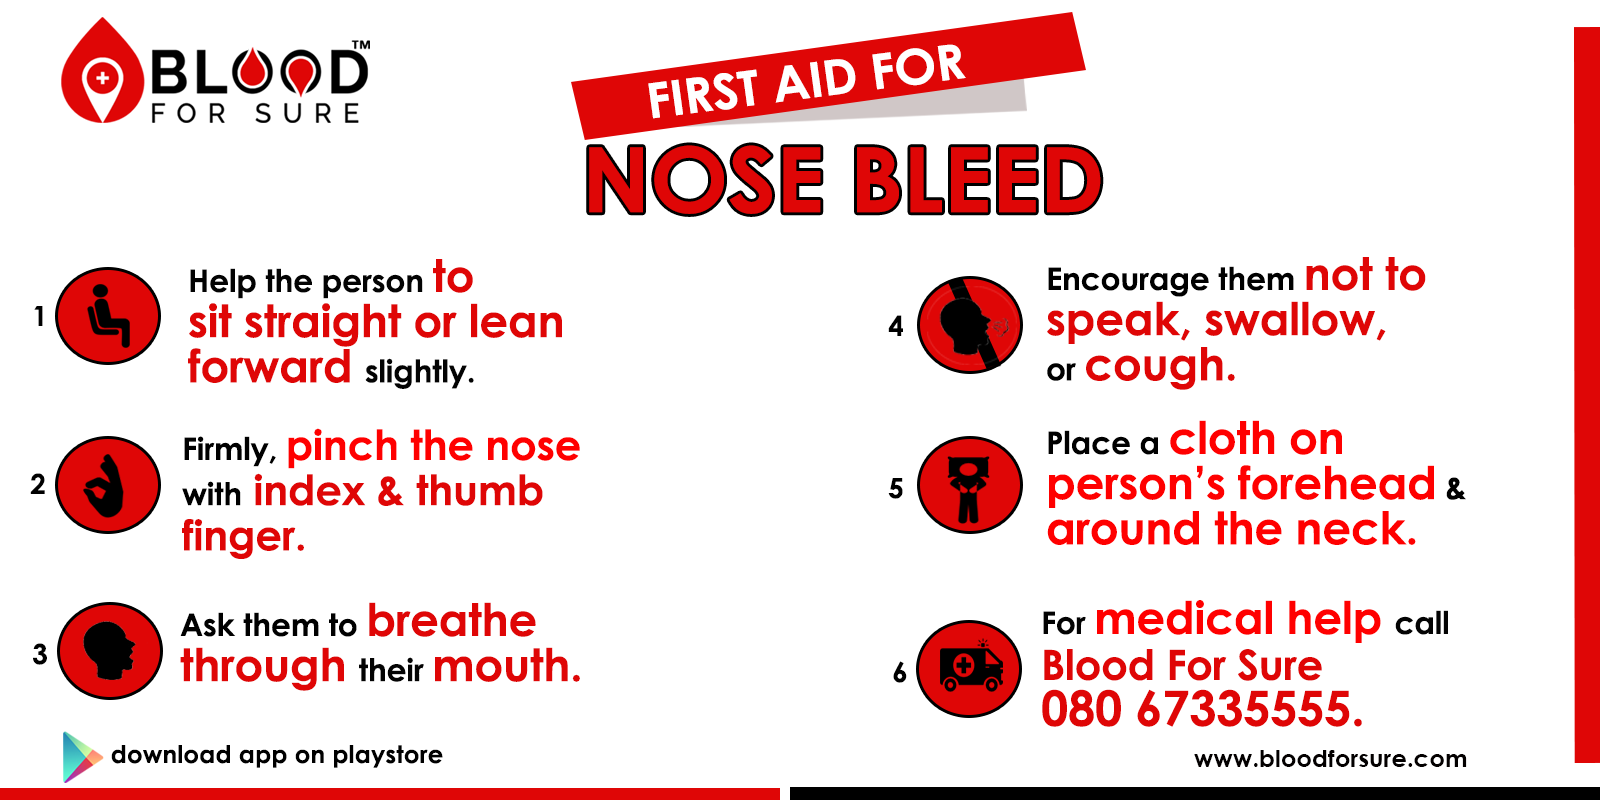 BLOOD™
FOR SURE
FIRST AID FOR
NOSE BLEED
1
Help the person to
sit straight or lean
forward slightly.
2
Firmly, pinch the nose
with index & thumb
finger.
3
Ask them to breathe
through their mouth.
4
Encourage them not to
speak, swallow,
or cough.
5
Place a cloth on
person's forehead &
around the neck.
6
For medical help call
Blood For Sure
080 67335555.
download app on playstore
www.bloodforsure.com